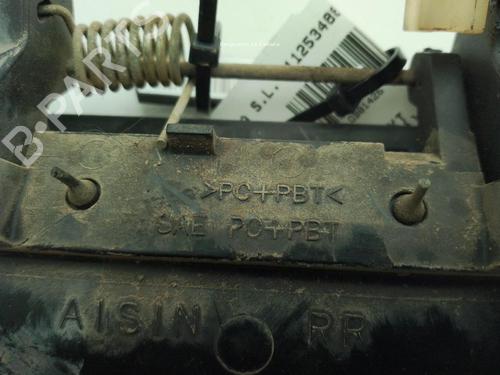 B-PARTS
S.L.
>PC+PBT<
SAE PC+PBT
AISIN RR